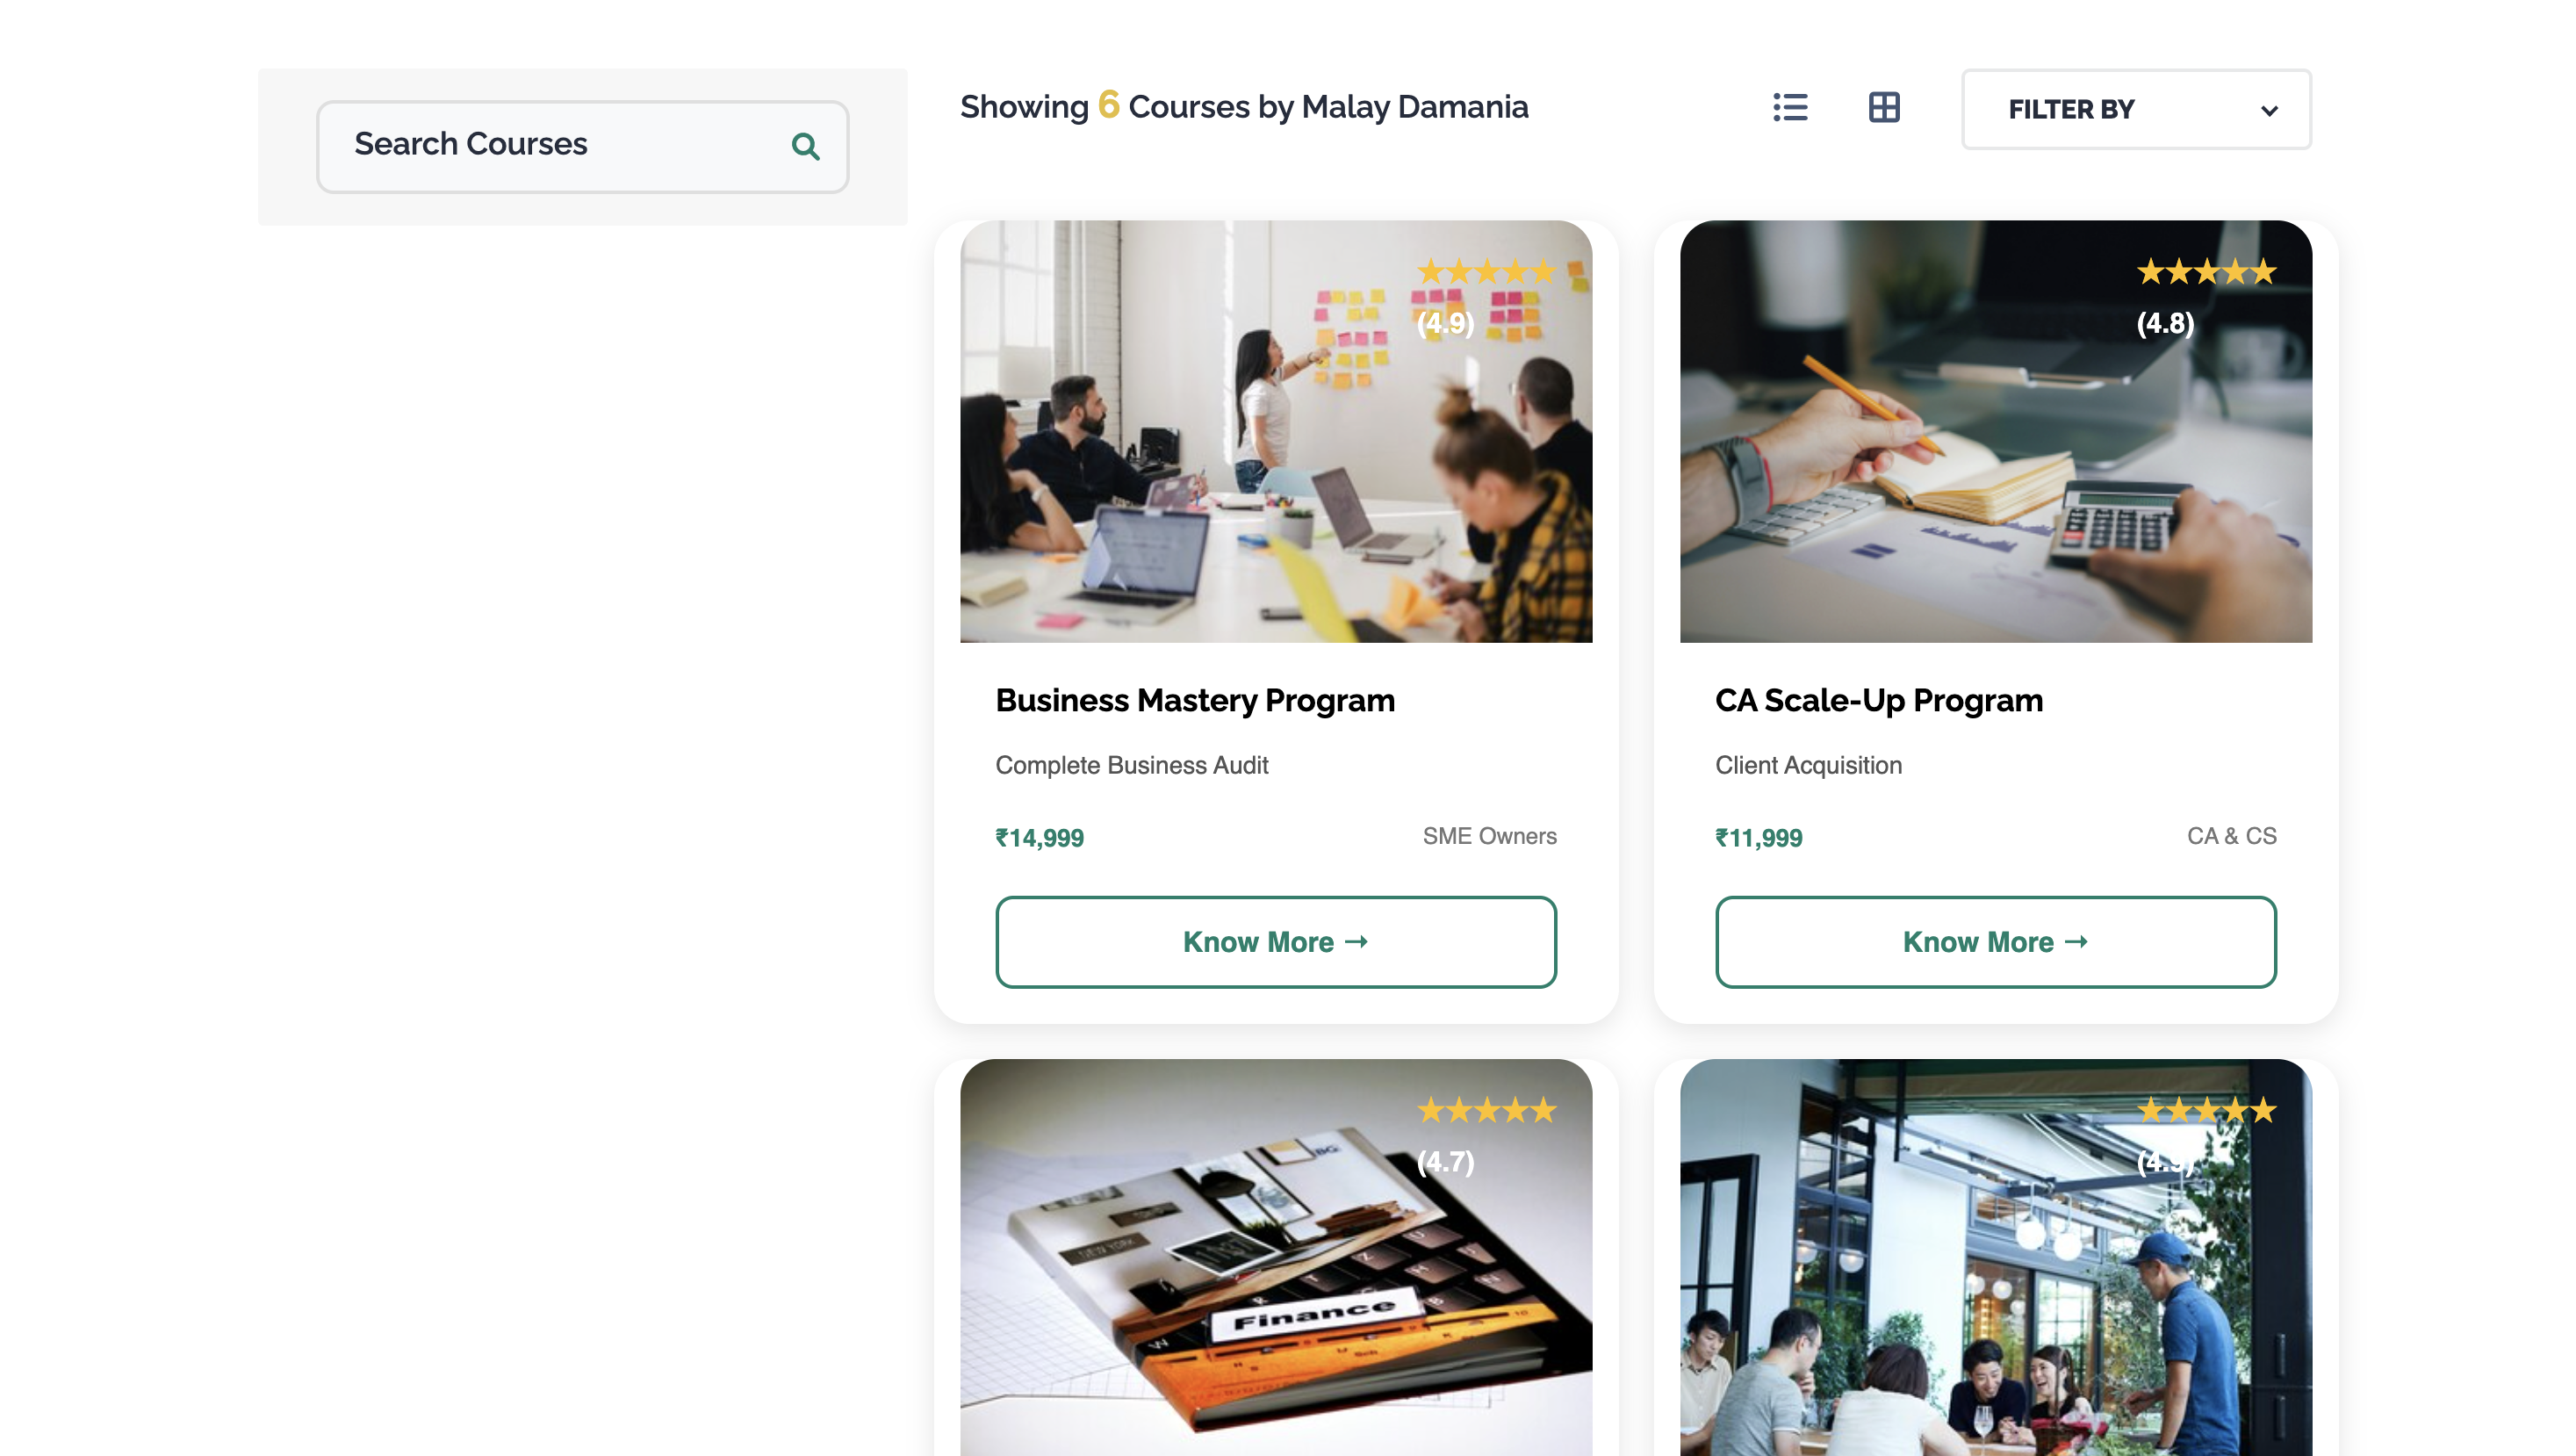 Search Courses
Showing 6 Courses by Malay Damania
FILTER BY
★★★★★
(4.9)
Business Mastery Program
Complete Business Audit
₹14,999
SME Owners
Know More →
★★★★★
(4.8)
CA Scale-Up Program
Client Acquisition
₹11,999
CA & CS
Know More →
★★★★★
(4.7)
NEW YORK
Finance
★★★★★